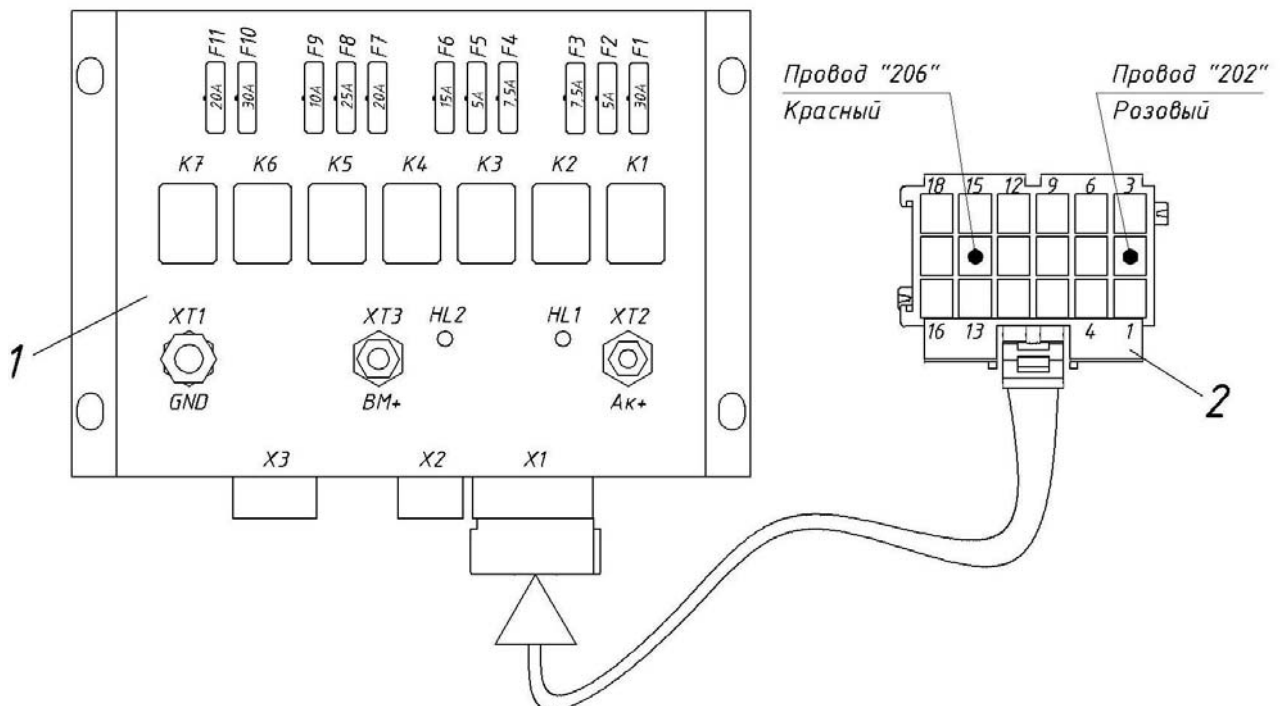 F11 F10 F9 F8 F7 F6 F5 F4 F3 F2 F1
20A 30A 10A 25A 20A 15A 5A 7,5A 7,5A 5A 30A
K7 K6 K5 K4 K3 K2 K1
XT1 XT3 HL2 HL1 XT2
GND ВМ+ Ак+
X3 X2 X1
1
Провод "206"
Красный
Провод "202"
Розовый
18 15 12 9 6 3
16 13 4 1
2